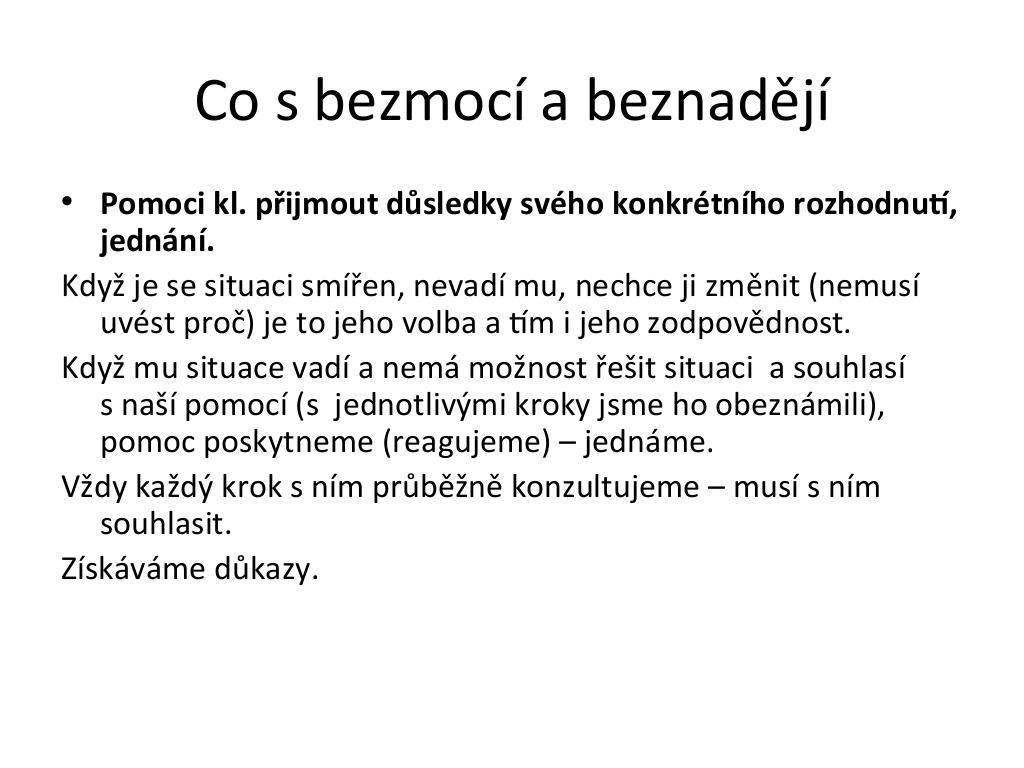 Co s bezmocí a beznadějí
• Pomoci kl. přijmout důsledky svého konkrétního rozhodnutí,
jednání.
Když je se situaci smířen, nevadí mu, nechce ji změnit (nemusí
uvést proč) je to jeho volba a tím i jeho zodpovědnost.
Když mu situace vadí a nemá možnost řešit situaci  a souhlasí
s naší pomocí (s  jednotlivými kroky jsme ho obeznámili),
pomoc poskytneme (reagujeme) – jednáme.
Vždy každý krok s ním průběžně konzultujeme – musí s ním
souhlasit.
Získáváme důkazy.